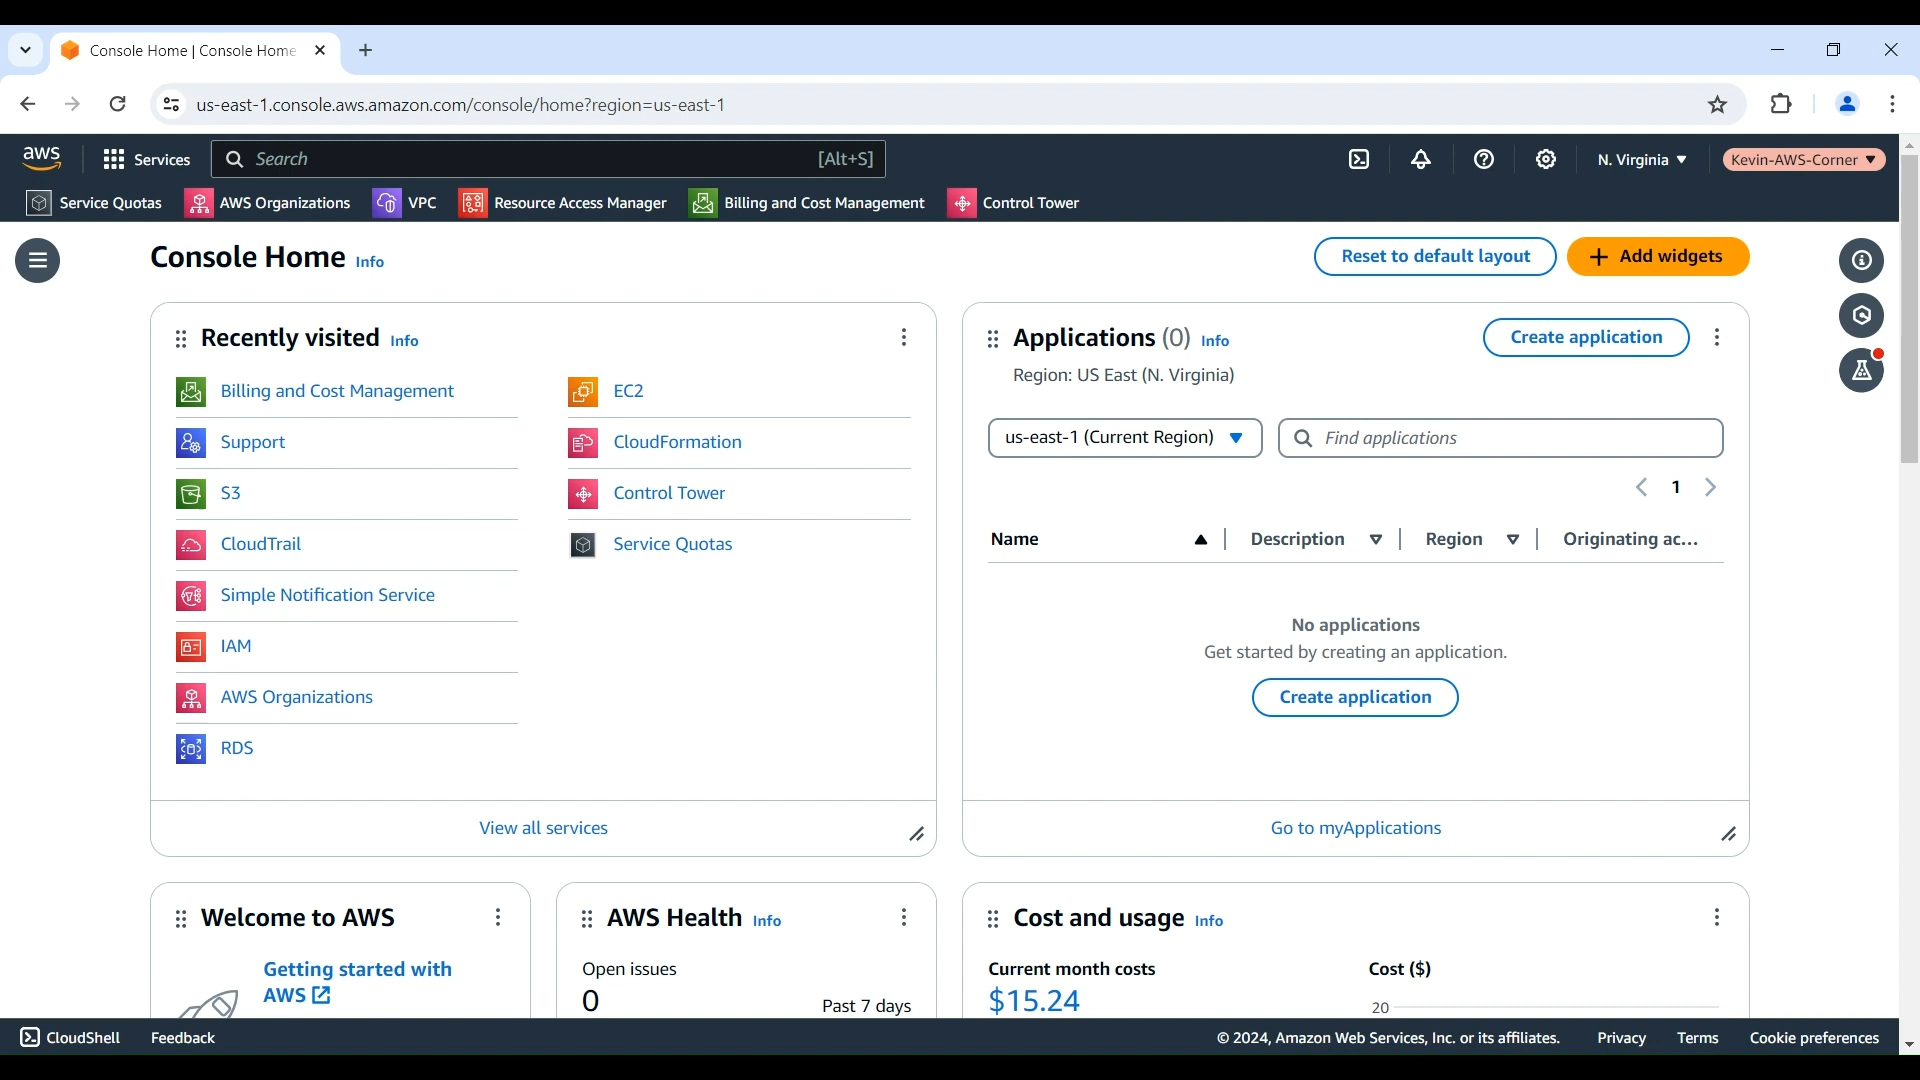 Console Home | Console Home
us-east-1.console.aws.amazon.com/console/home?region=us-east-1
aws
Services
Search
[Alt+S]
N. Virginia
Kevin-AWS-Corner
Service Quotas
AWS Organizations
VPC
Resource Access Manager
Billing and Cost Management
Control Tower
Console Home
Info
Reset to default layout
Add widgets
Recently visited
Info
Billing and Cost Management
Support
S3
CloudTrail
Simple Notification Service
IAM
AWS Organizations
RDS
EC2
CloudFormation
Control Tower
Service Quotas
View all services
Applications (0)
Info
Create application
Region: US East (N. Virginia)
us-east-1 (Current Region)
Find applications
1
Name
Description
Region
Originating ac...
No applications
Get started by creating an application.
Create application
Go to myApplications
Welcome to AWS
Getting started with
AWS
AWS Health
Info
Open issues
0
Past 7 days
Cost and usage
Info
Current month costs
$15.24
Cost ($)
20
CloudShell
Feedback
© 2024, Amazon Web Services, Inc. or its affiliates.
Privacy
Terms
Cookie preferences